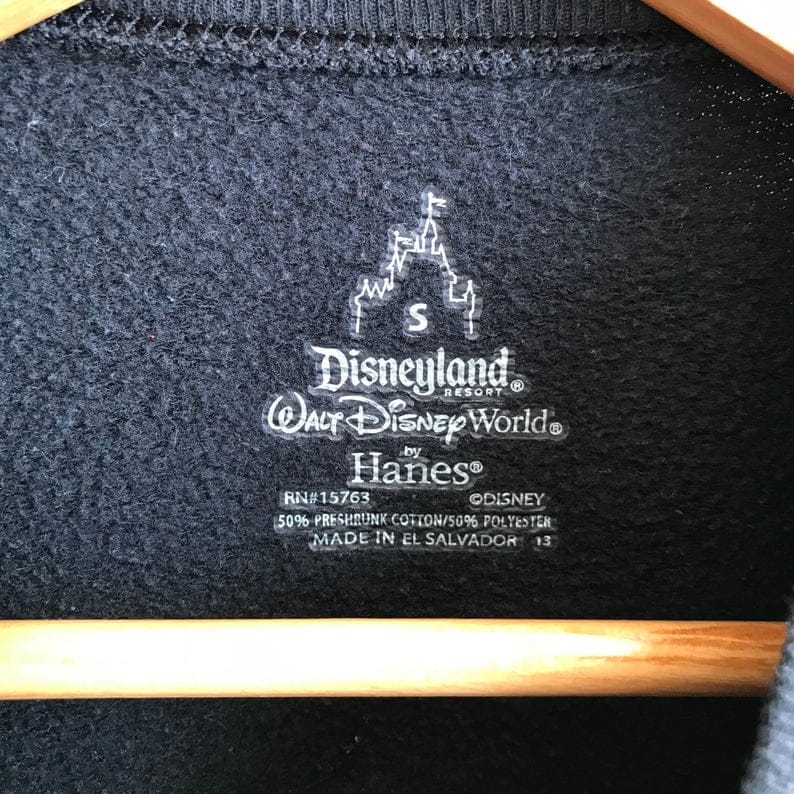 S
Disneyland®
RESORT
WALT DISNEY World®
by
Hanes®
RN#15763 ©DISNEY
50% PRESHRUNK COTTON/50% POLYESTER
MADE IN EL SALVADOR 13